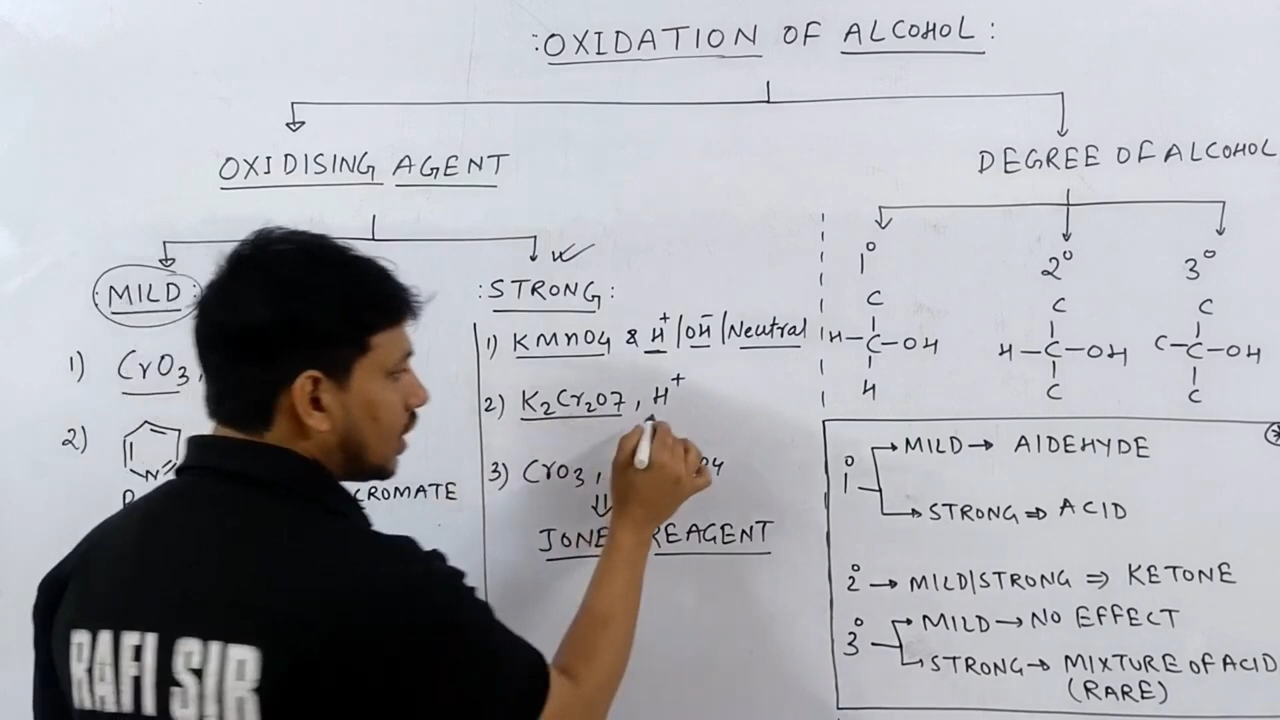 :OXIDATION OF ALCOHOL:
OXIDISING AGENT
DEGREE OF ALCOHOL
:MILD:
:STRONG:
1) CrO3,
2)
N
CROMATE
1) KMnO4 & H+/OH-/Neutral
2) K2Cr2O7, H+
3) CrO3,
O4
⇓
JONE REAGENT
1° 2° 3°
C C C
H-C-OH H-C-OH C-C-OH
H C C
1° MILD → AIDEHYDE
STRONG ⇒ ACID
2° → MILD/STRONG ⇒ KETONE
3° MILD → NO EFFECT
STRONG → MIXTURE OF ACID
(RARE)
RAFI SIR